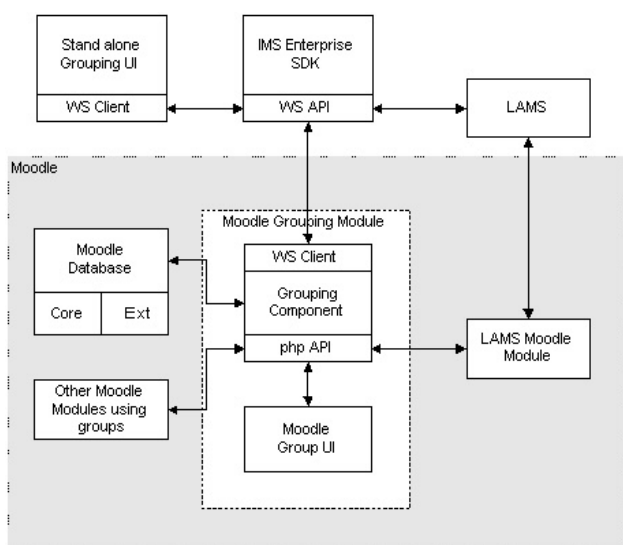 Stand alone
Grouping UI
WS Client
IMS Enterprise
SDK
WS API
LAMS
Moodle
Moodle Grouping Module
Moodle
Database
Core
Ext
WS Client
Grouping
Component
php API
LAMS Moodle
Module
Other Moodle
Modules using
groups
Moodle
Group UI